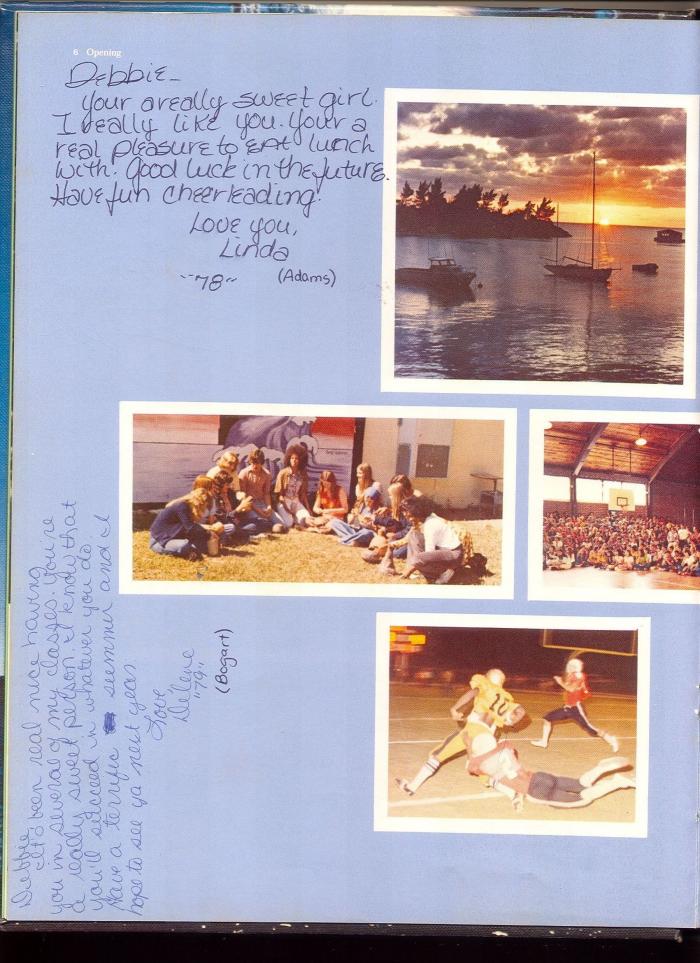 6 Opening
Debbie-
Your a really sweet girl.
I really like you. Your a
real pleasure to eat lunch
with. Good luck in the future.
Have fun cheerleading!
Love you,
Linda
"78"
(Adams)
Debbie,
It's been real nice having
you in several of my classes. You're
a really sweet person. I know that
you'll succeed in whatever you do.
Have a terrific summer and I
hope to see ya next year
Love
De'Lene
"79"
(Bogart)
10